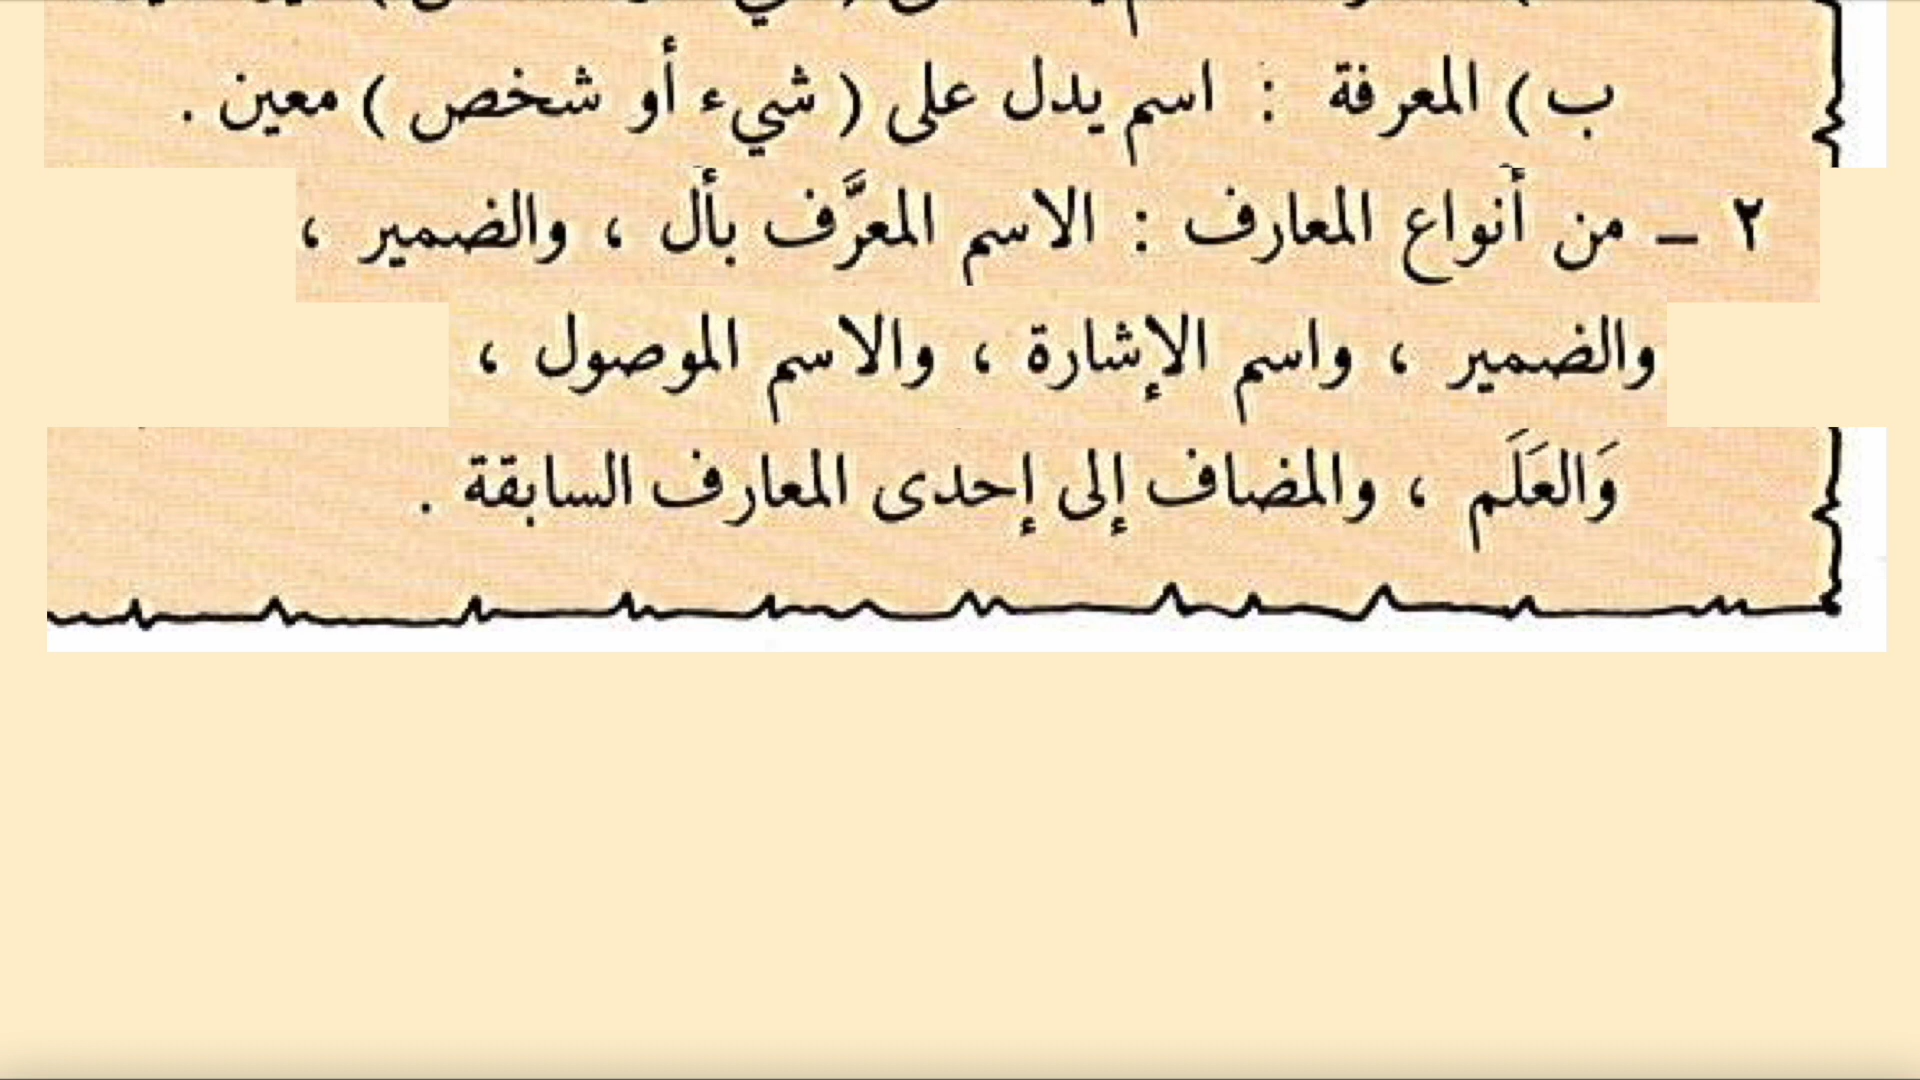 ب) المعرفة : اسم يدل على ( شيء أو شخص ) معين .
٢ ــ من أنواع المعارف : الاسم المعرَّف بأل ، والضمير ،
والضمير ، واسم الإشارة ، والاسم الموصول ،
وَالعَلَم ، والمضاف إلى إحدى المعارف السابقة .